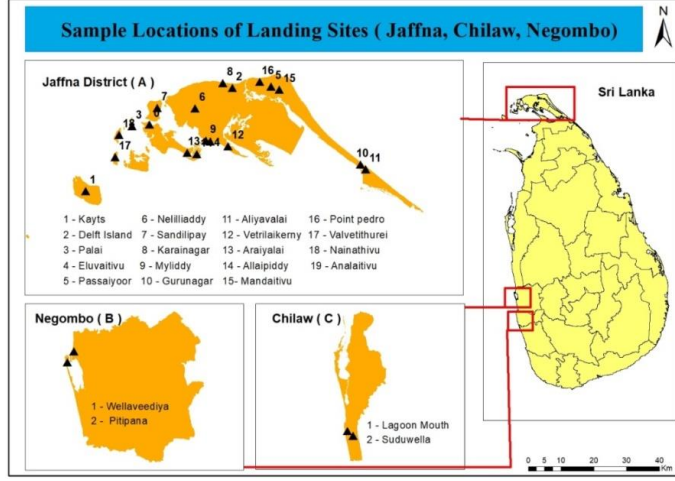 Sample Locations of Landing Sites ( Jaffna, Chilaw, Negombo)
N
Jaffna District ( A )
8
2
16
5
15
7
6
3
18
17
9
12
13
10
11
1
1 - Kayts
6 - Nelilliaddy
11 - Aliyavalai
16 - Point pedro
2 - Delft Island
7 - Sandilipay
12 - Vetrilaikerny
17 - Valvetithurei
3 - Palai
8 - Karainagar
13 - Araiyalai
18 - Nainathivu
4 - Eluvaitivu
9 - Myliddy
14 - Allaipiddy
19 - Analaitivu
5 - Passaiyoor
10 - Gurunagar
15- Mandaitivu
Sri Lanka
Negombo ( B )
1 - Wellaveediya
2 - Pitipana
Chilaw ( C )
1 - Lagoon Mouth
2 - Suduwella
0 5 10 20 30 40
Km